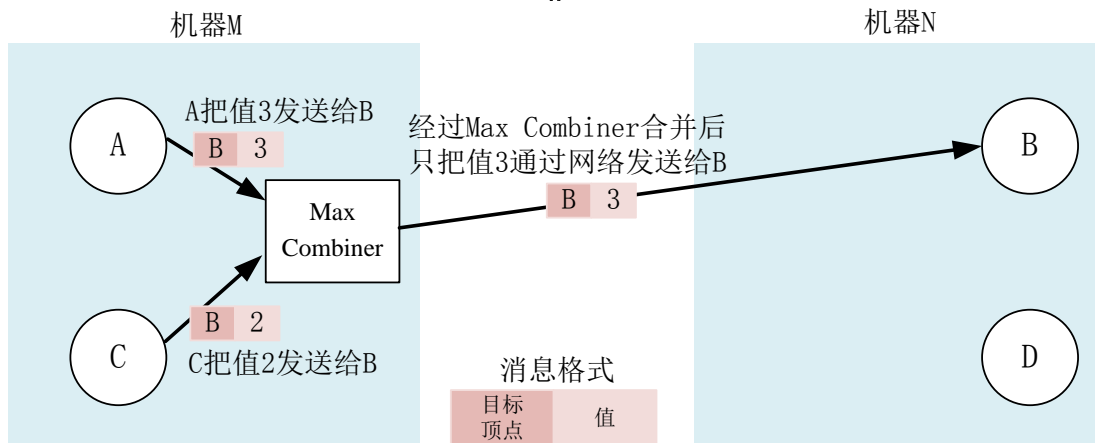 机器M
机器N
A把值3发送给B
A
B 3
经过Max Combiner合并后
只把值3通过网络发送给B
B 3
B
Max
Combiner
B 2
C
C把值2发送给B
D
消息格式
目标
顶点
值